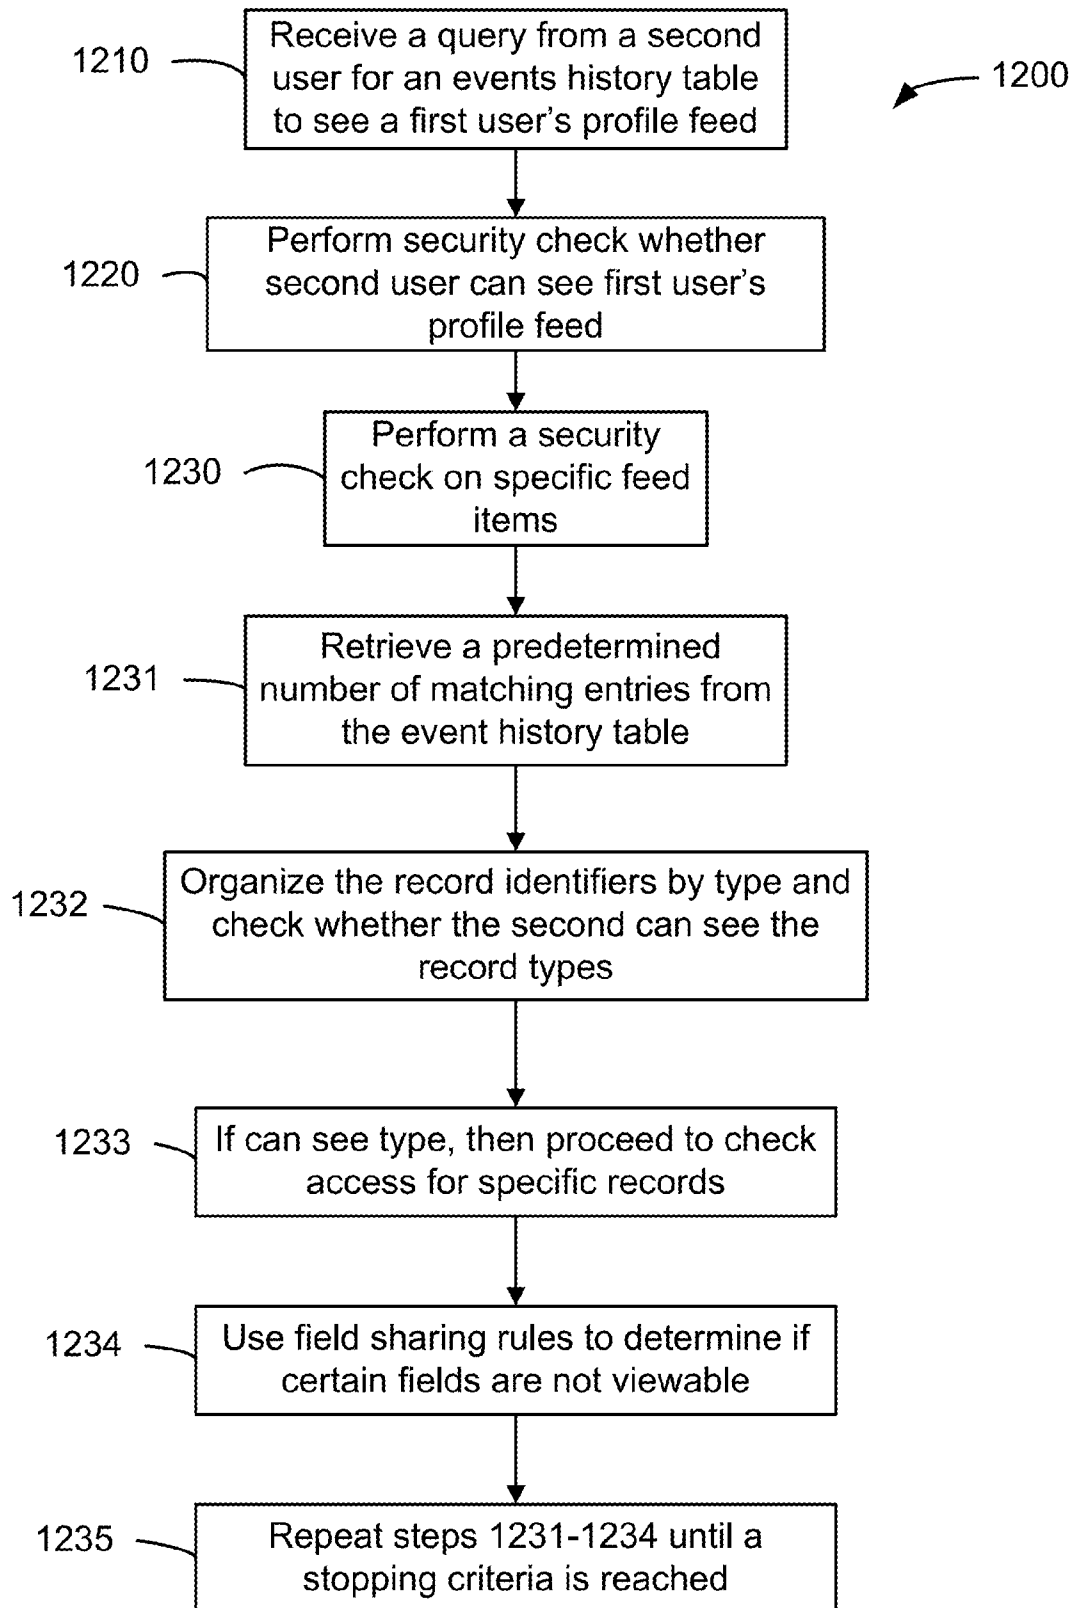 1210
Receive a query from a second
user for an events history table
to see a first user's profile feed
1200
1220
Perform security check whether
second user can see first user's
profile feed
1230
Perform a security
check on specific feed
items
1231
Retrieve a predetermined
number of matching entries from
the event history table
1232
Organize the record identifiers by type and
check whether the second can see the
record types
1233
If can see type, then proceed to check
access for specific records
1234
Use field sharing rules to determine if
certain fields are not viewable
1235
Repeat steps 1231-1234 until a
stopping criteria is reached